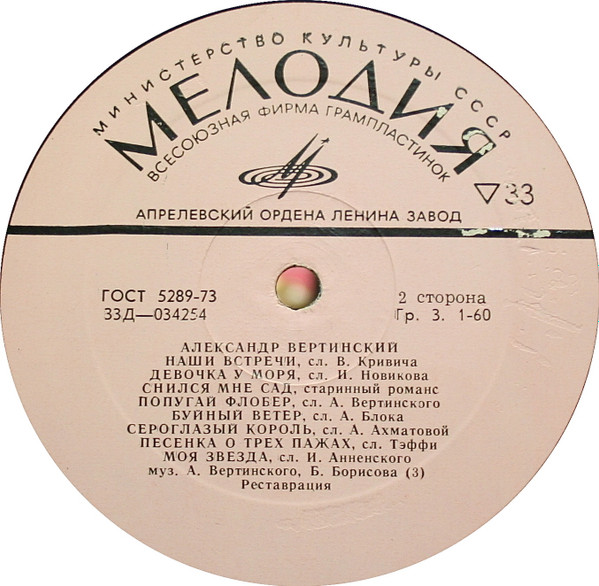 МИНИСТЕРСТВО КУЛЬТУРЫ СССР
МЕЛОДИЯ
ВСЕСОЮЗНАЯ ФИРМА ГРАМПЛАСТИНОК
33
АПРЕЛЕВСКИЙ ОРДЕНА ЛЕНИНА ЗАВОД
ГОСТ 5289-73
33Д—034254
2 сторона
Гр. 3. 1-60
АЛЕКСАНДР ВЕРТИНСКИЙ
НАШИ ВСТРЕЧИ, сл. В. Кривича
ДЕВОЧКА У МОРЯ, сл. И. Новикова
СНИЛСЯ МНЕ САД, старинный романс
ПОПУГАЙ ФЛОБЕР, сл. А. Вертинского
БУЙНЫЙ ВЕТЕР, сл. А. Блока
СЕРОГЛАЗЫЙ КОРОЛЬ, сл. А. Ахматовой
ПЕСЕНКА О ТРЕХ ПАЖАХ, сл. Тэффи
МОЯ ЗВЕЗДА, сл. И. Анненского
муз. А. Вертинского, Б. Борисова (3)
Реставрация